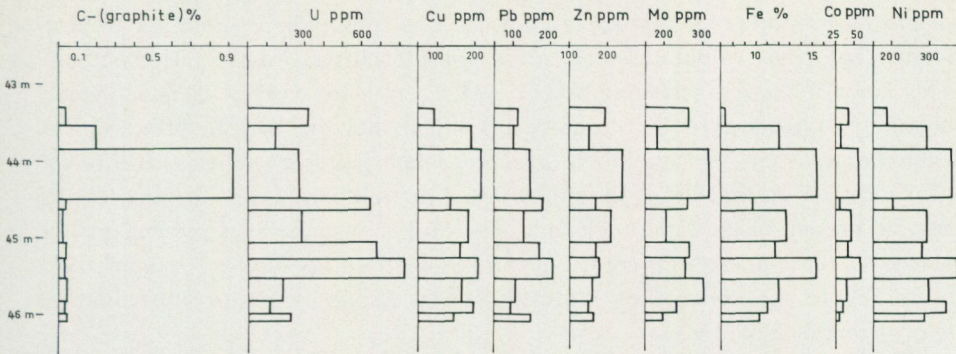 C-(graphite)% U ppm Cu ppm Pb ppm Zn ppm Mo ppm Fe % Co ppm Ni ppm
300 600 25 50
0.1 0.5 0.9 100 200 100 200 100 200 200 300 10 15 200 300
43 m
44 m
45 m
46 m